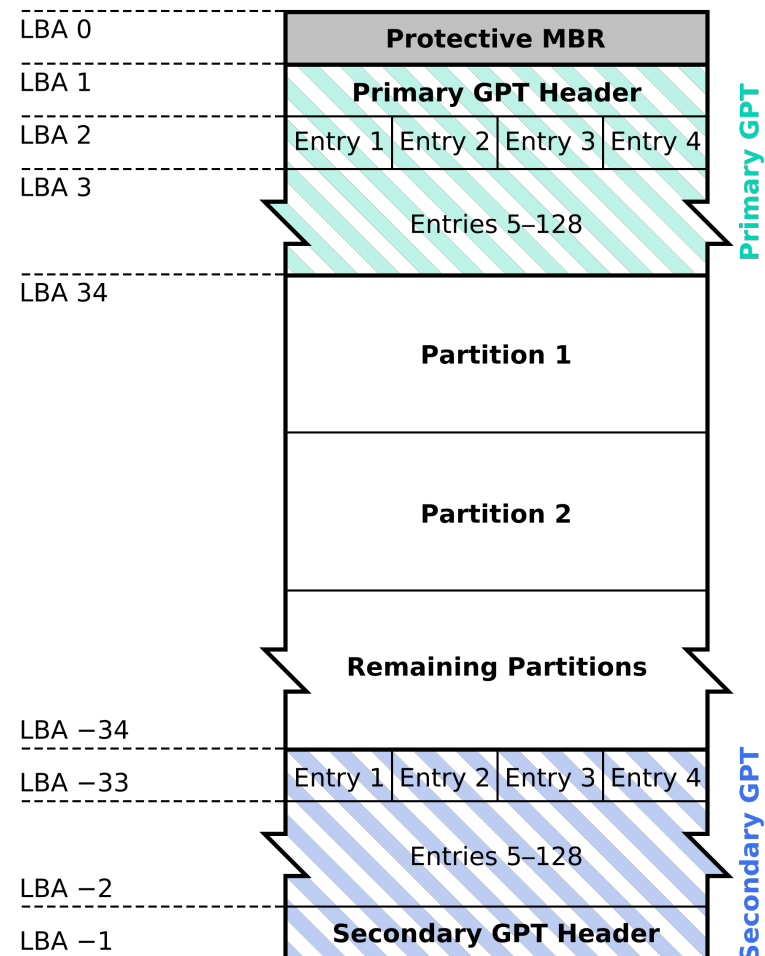 LBA 0
Protective MBR
LBA 1
Primary GPT Header
LBA 2
Entry 1 Entry 2 Entry 3 Entry 4
LBA 3
Entries 5–128
Primary GPT
LBA 34
Partition 1
Partition 2
Remaining Partitions
LBA −34
LBA −33
Entry 1 Entry 2 Entry 3 Entry 4
Entries 5–128
LBA −2
LBA −1
Secondary GPT Header
Secondary GPT